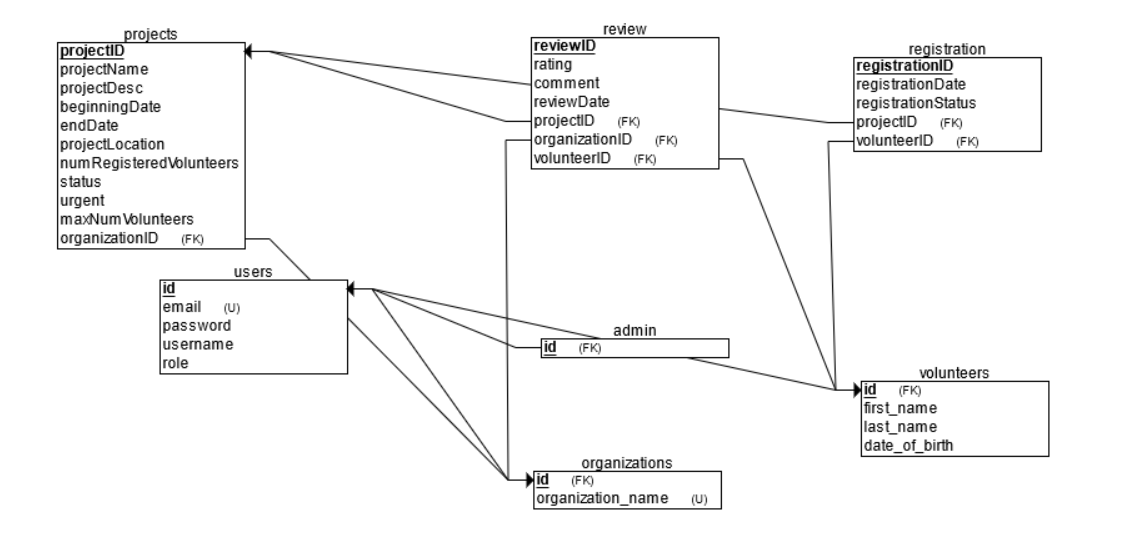 projects
projectID
projectName
projectDesc
beginningDate
endDate
projectLocation
numRegisteredVolunteers
status
urgent
maxNumVolunteers
organizationID (FK)
review
reviewID
rating
comment
reviewDate
projectID (FK)
organizationID (FK)
volunteerID (FK)
registration
registrationID
registrationDate
registrationStatus
projectID (FK)
volunteerID (FK)
users
id
email (U)
password
username
role
admin
id (FK)
volunteers
id (FK)
first_name
last_name
date_of_birth
organizations
id (FK)
organization_name (U)